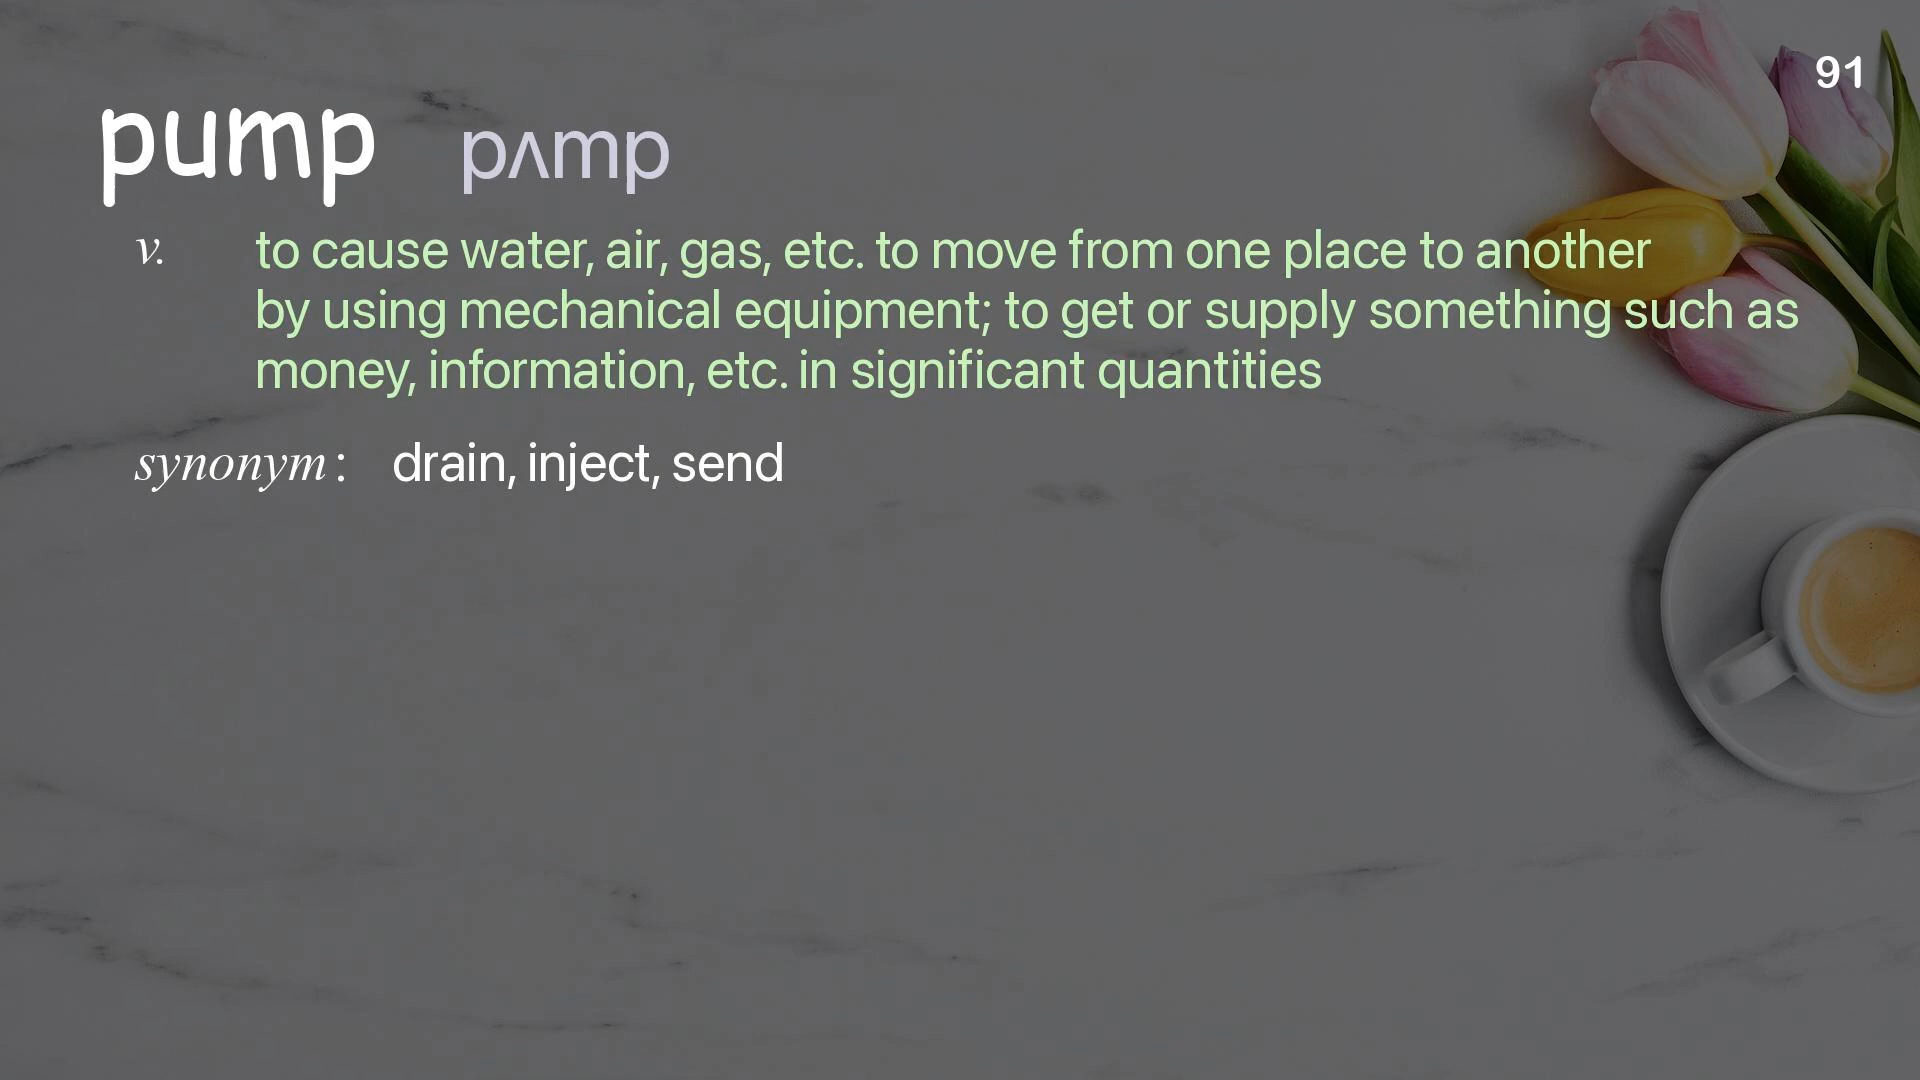 91
pump pʌmp
v. to cause water, air, gas, etc. to move from one place to another
by using mechanical equipment; to get or supply something such as
money, information, etc. in significant quantities
synonym: drain, inject, send